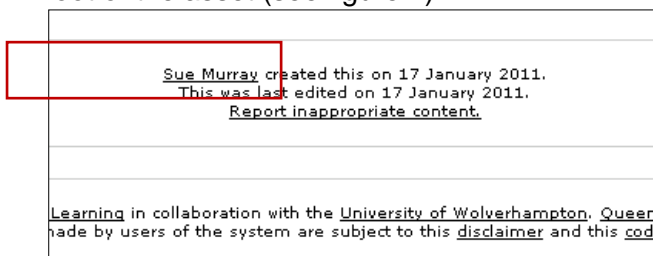 Sue Murray created this on 17 January 2011.
This was last edited on 17 January 2011.
Report inappropriate content.
Learning in collaboration with the University of Wolverhampton. Queen
made by users of the system are subject to this disclaimer and this cod